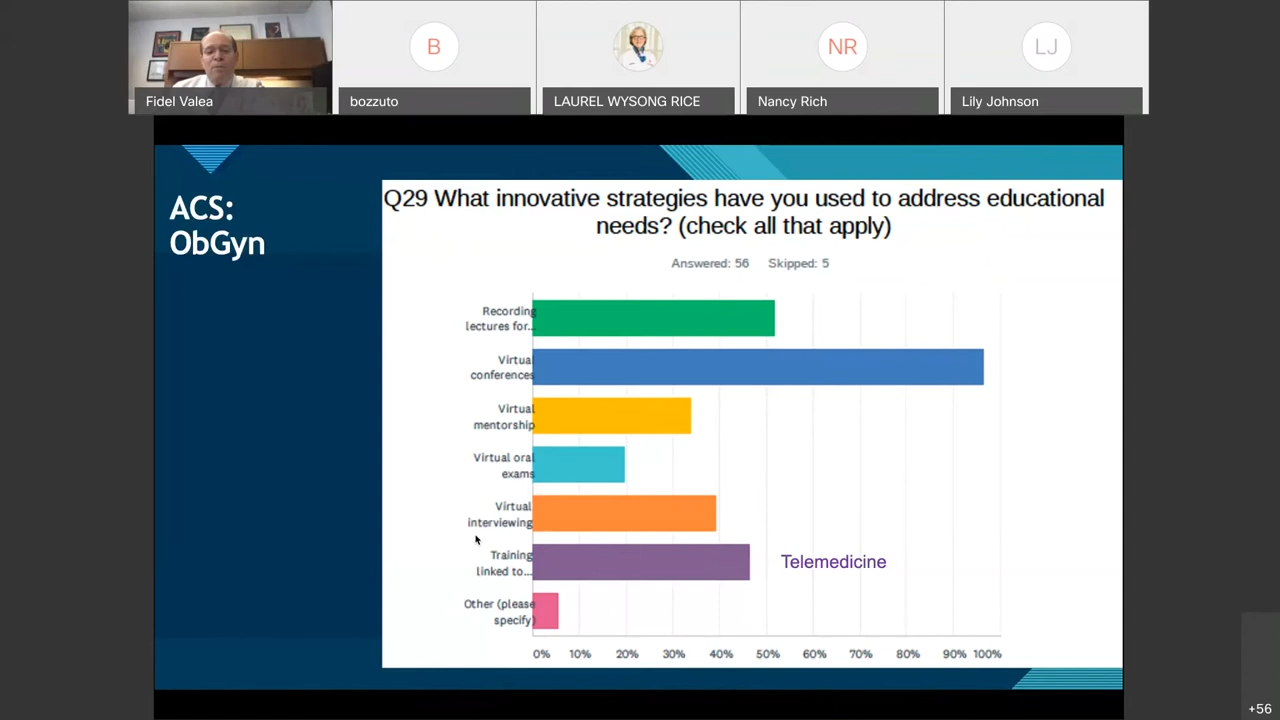 B
NR
LJ
Fidel Valea
bozzuto
LAUREL WYSONG RICE
Nancy Rich
Lily Johnson
ACS:
ObGyn
Q29 What innovative strategies have you used to address educational
needs? (check all that apply)
Answered: 56 Skipped: 5
Recording
lectures for...
Virtual
conferences
Virtual
mentorship
Virtual oral
exams
Virtual
interviewing
Training
linked to...
Telemedicine
Other (please
specify)
0% 10% 20% 30% 40% 50% 60% 70% 80% 90% 100%
+56